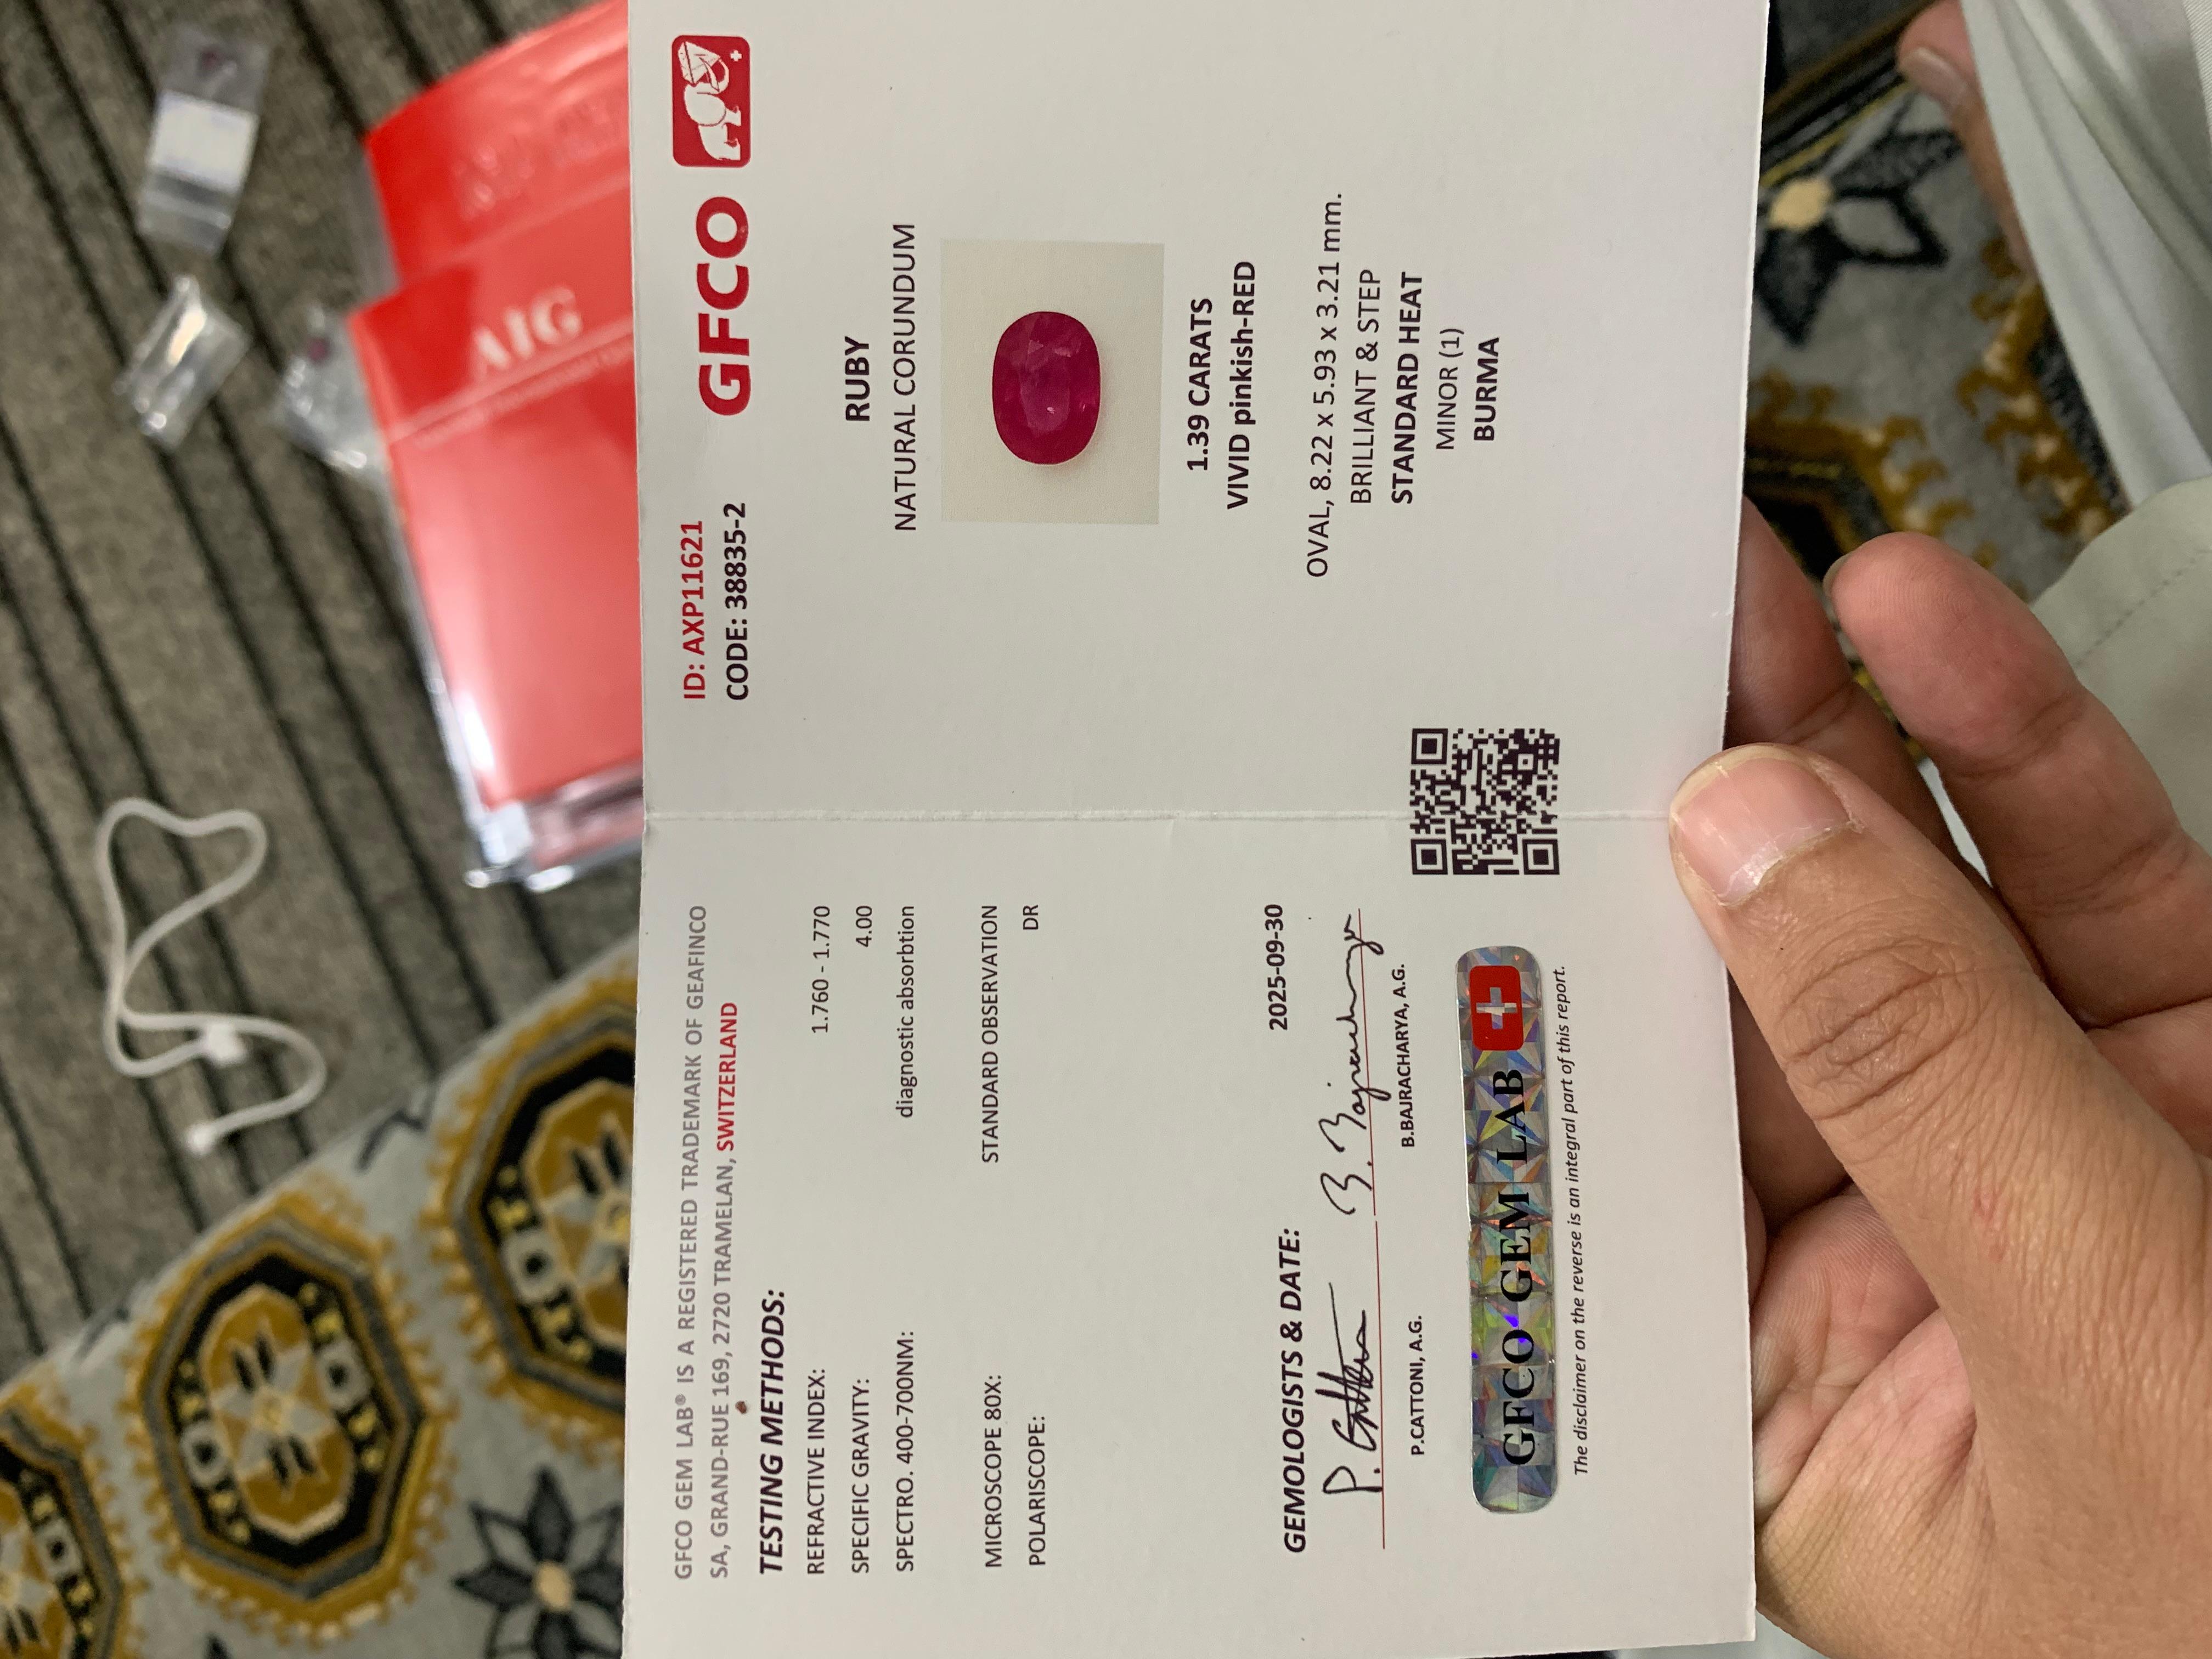 GFCO GEM LAB® IS A REGISTERED TRADEMARK OF GEAFINCO
SA, GRAND-RUE 169, 2720 TRAMELAN, SWITZERLAND
TESTING METHODS:
REFRACTIVE INDEX: 1.760 - 1.770
SPECIFIC GRAVITY: 4.00
SPECTRO. 400-700NM: diagnostic absorbtion
MICROSCOPE 80X: STANDARD OBSERVATION
POLARISCOPE: DR
GEMOLOGISTS & DATE: 2025-09-30
P. Cattoni B. Bajracharya
P.CATTONI, A.G. B.BAJRACHARYA, A.G.
GFCO GEM LAB
The disclaimer on the reverse is an integral part of this report.
ID: AXP11621
CODE: 38835-2
GFCO
RUBY
NATURAL CORUNDUM
1.39 CARATS
VIVID pinkish-RED
OVAL, 8.22 x 5.93 x 3.21 mm.
BRILLIANT & STEP
STANDARD HEAT
MINOR (1)
BURMA
AIG